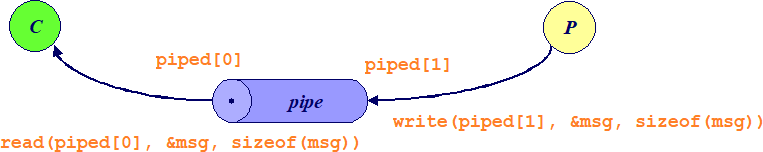 C
P
piped[0]
piped[1]
pipe
write(piped[1], &msg, sizeof(msg))
read(piped[0], &msg, sizeof(msg))